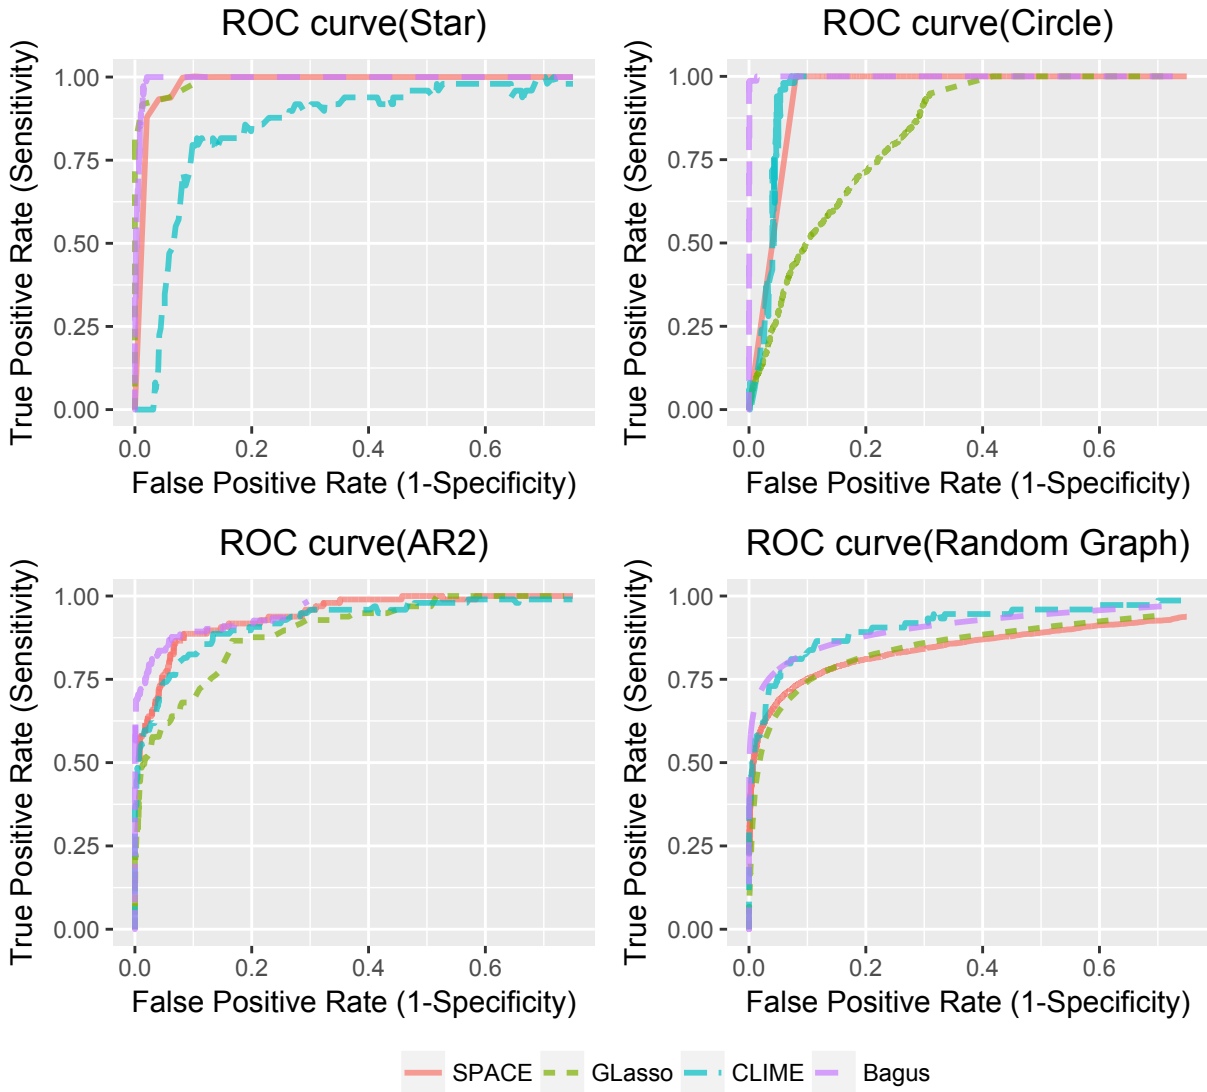 ROC curve(Star)
True Positive Rate (Sensitivity)
1.00
0.75
0.50
0.25
0.00
0.0 0.2 0.4 0.6
False Positive Rate (1-Specificity)
ROC curve(Circle)
True Positive Rate (Sensitivity)
1.00
0.75
0.50
0.25
0.00
0.0 0.2 0.4 0.6
False Positive Rate (1-Specificity)
ROC curve(AR2)
True Positive Rate (Sensitivity)
1.00
0.75
0.50
0.25
0.00
0.0 0.2 0.4 0.6
False Positive Rate (1-Specificity)
ROC curve(Random Graph)
True Positive Rate (Sensitivity)
1.00
0.75
0.50
0.25
0.00
0.0 0.2 0.4 0.6
False Positive Rate (1-Specificity)
SPACE GLasso CLIME Bagus